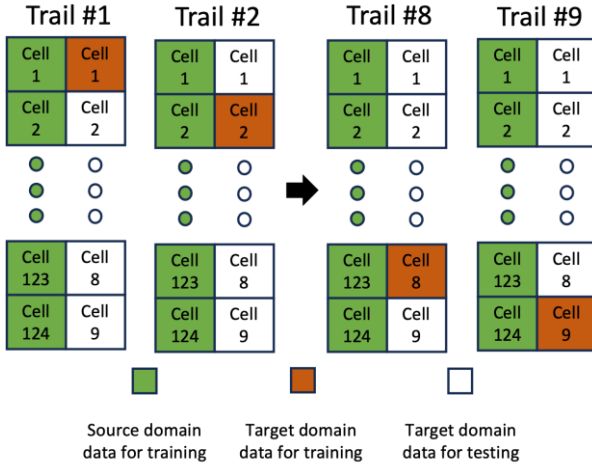 Trail #1 Trail #2 Trail #8 Trail #9
Cell Cell Cell Cell Cell Cell Cell Cell
1 1 1 1 1 1 1 1
Cell Cell Cell Cell Cell Cell Cell Cell
2 2 2 2 2 2 2 2
Cell Cell Cell Cell Cell Cell Cell Cell
123 8 123 8 123 8 123 8
Cell Cell Cell Cell Cell Cell Cell Cell
124 9 124 9 124 9 124 9
Source domain Target domain Target domain
data for training data for training data for testing